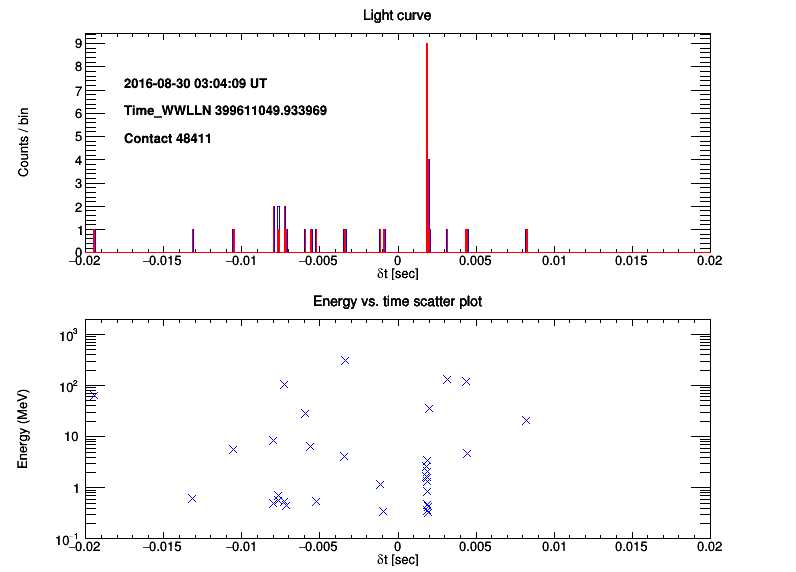 Light curve
Counts / bin
9
8
7
6
5
4
3
2
1
0
2016-08-30 03:04:09 UT
Time_WWLLN 399611049.933969
Contact 48411
−0.02 −0.015 −0.01 −0.005 0 0.005 0.01 0.015 0.02
δt [sec]
Energy vs. time scatter plot
Energy (MeV)
10³
10²
10
1
10⁻¹
−0.02 −0.015 −0.01 −0.005 0 0.005 0.01 0.015 0.02
δt [sec]